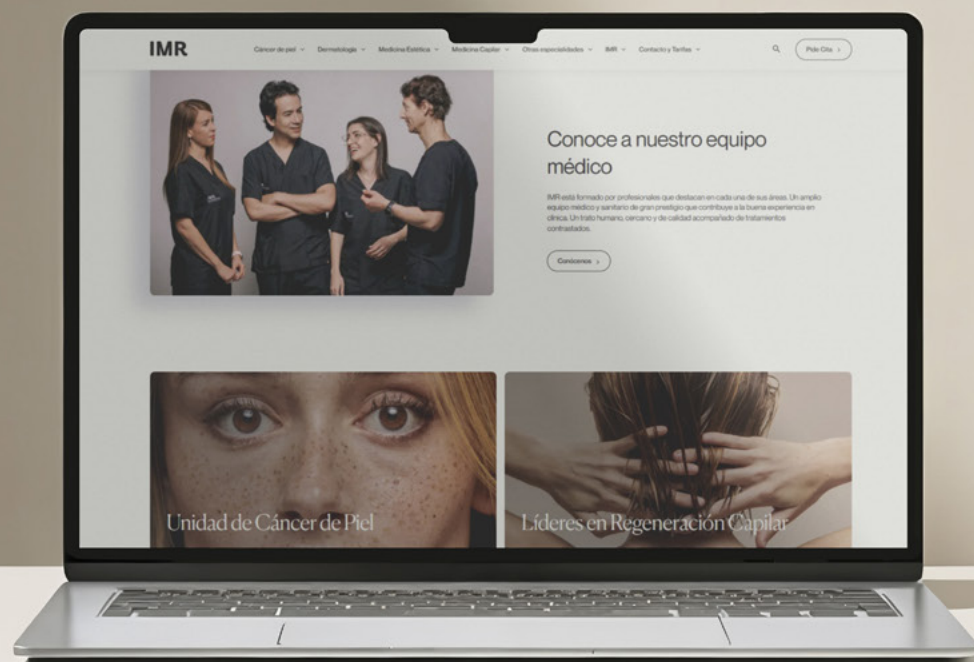 IMR
Cáncer de piel Dermatología Medicina Estética Medicina Capilar Otras especialidades IMR Contacto y Tarifas Pide Cita
Conoce a nuestro equipo
médico
IMR está formado por profesionales que destacan en cada una de sus áreas. Un amplio
equipo médico y sanitario de gran prestigio que contribuye a la buena experiencia en
clínica. Un trato humano, cercano y de calidad acompañado de tratamientos
contrastados.
Conócenos
Unidad de Cáncer de Piel
Líderes en Regeneración Capilar